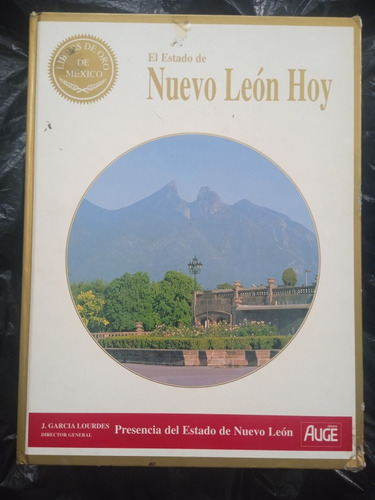 LIBROS DE ORO
DE
MEXICO
El Estado de
Nuevo León Hoy
J. GARCIA LOURDES
DIRECTOR GENERAL
Presencia del Estado de Nuevo León
AUGE